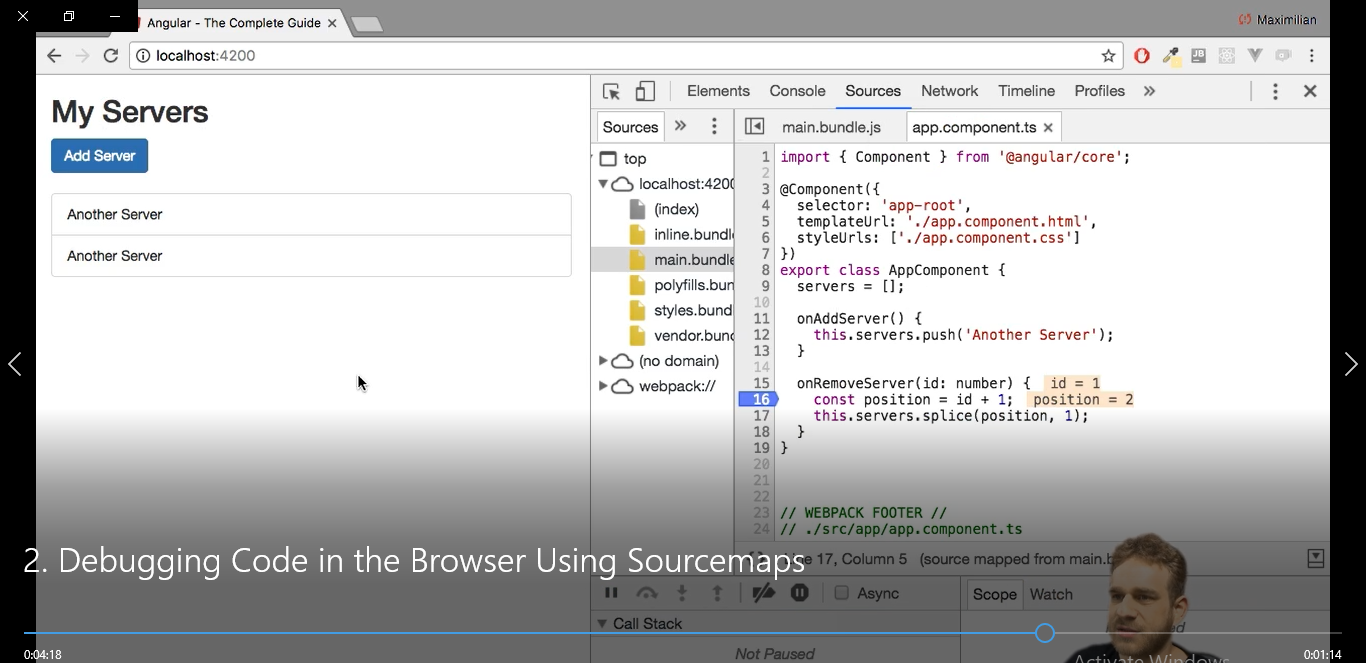 Angular - The Complete Guide
Maximilian
localhost:4200
My Servers
Add Server
Another Server
Another Server
Elements Console Sources Network Timeline Profiles »
Sources »
main.bundle.js app.component.ts
top
localhost:4200
(index)
inline.bundl
main.bundle
polyfills.bun
styles.bund
vendor.bund
(no domain)
webpack://
1 import { Component } from '@angular/core';
2
3 @Component({
4 selector: 'app-root',
5 templateUrl: './app.component.html',
6 styleUrls: ['./app.component.css']
7 })
8 export class AppComponent {
9 servers = [];
10
11 onAddServer() {
12 this.servers.push('Another Server');
13 }
14
15 onRemoveServer(id: number) { id = 1
16 const position = id + 1; position = 2
17 this.servers.splice(position, 1);
18 }
19 }
20
21
22
23 // WEBPACK FOOTER //
24 // ./src/app/app.component.ts
Line 17, Column 5 (source mapped from main.b
2. Debugging Code in the Browser Using Sourcemaps
Async
Scope Watch
Call Stack
Not Paused
Activate Windows
0:04:18
0:01:14